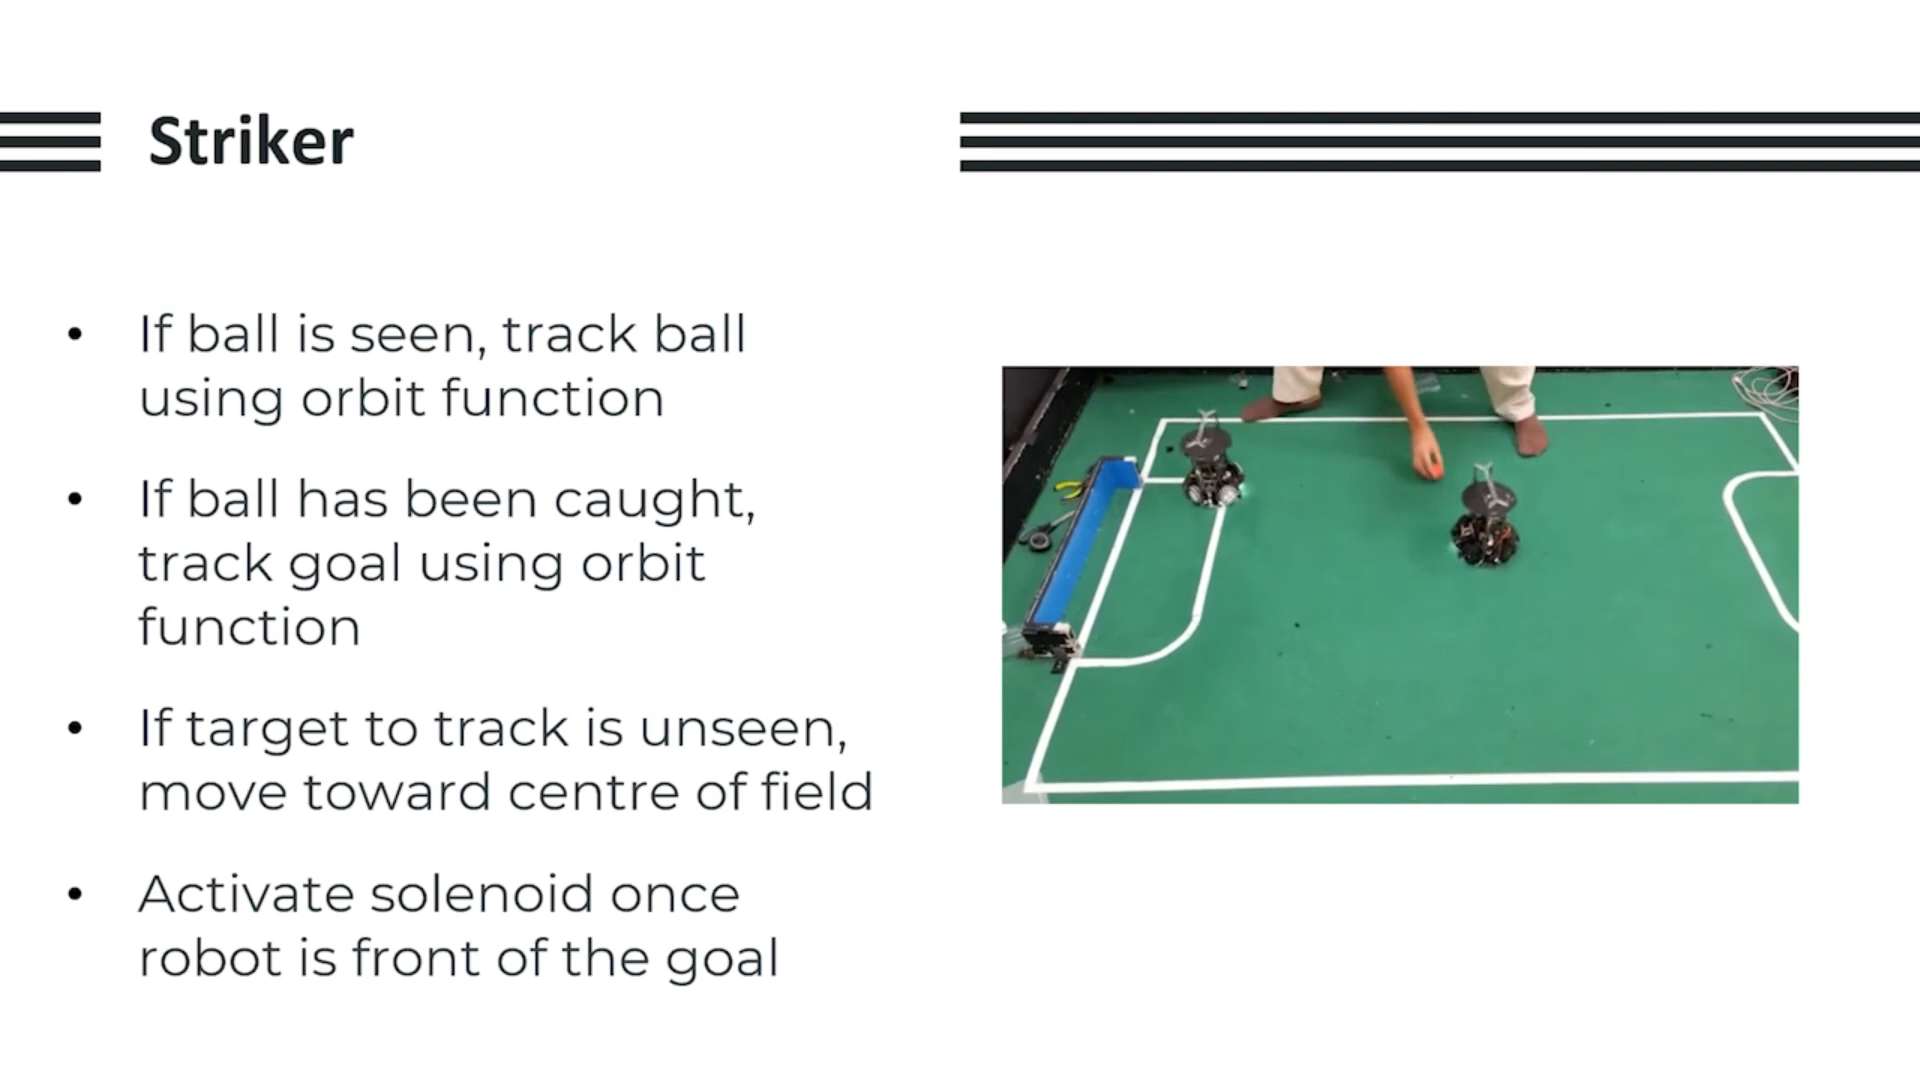 Striker
• If ball is seen, track ball
using orbit function
• If ball has been caught,
track goal using orbit
function
• If target to track is unseen,
move toward centre of field
• Activate solenoid once
robot is front of the goal